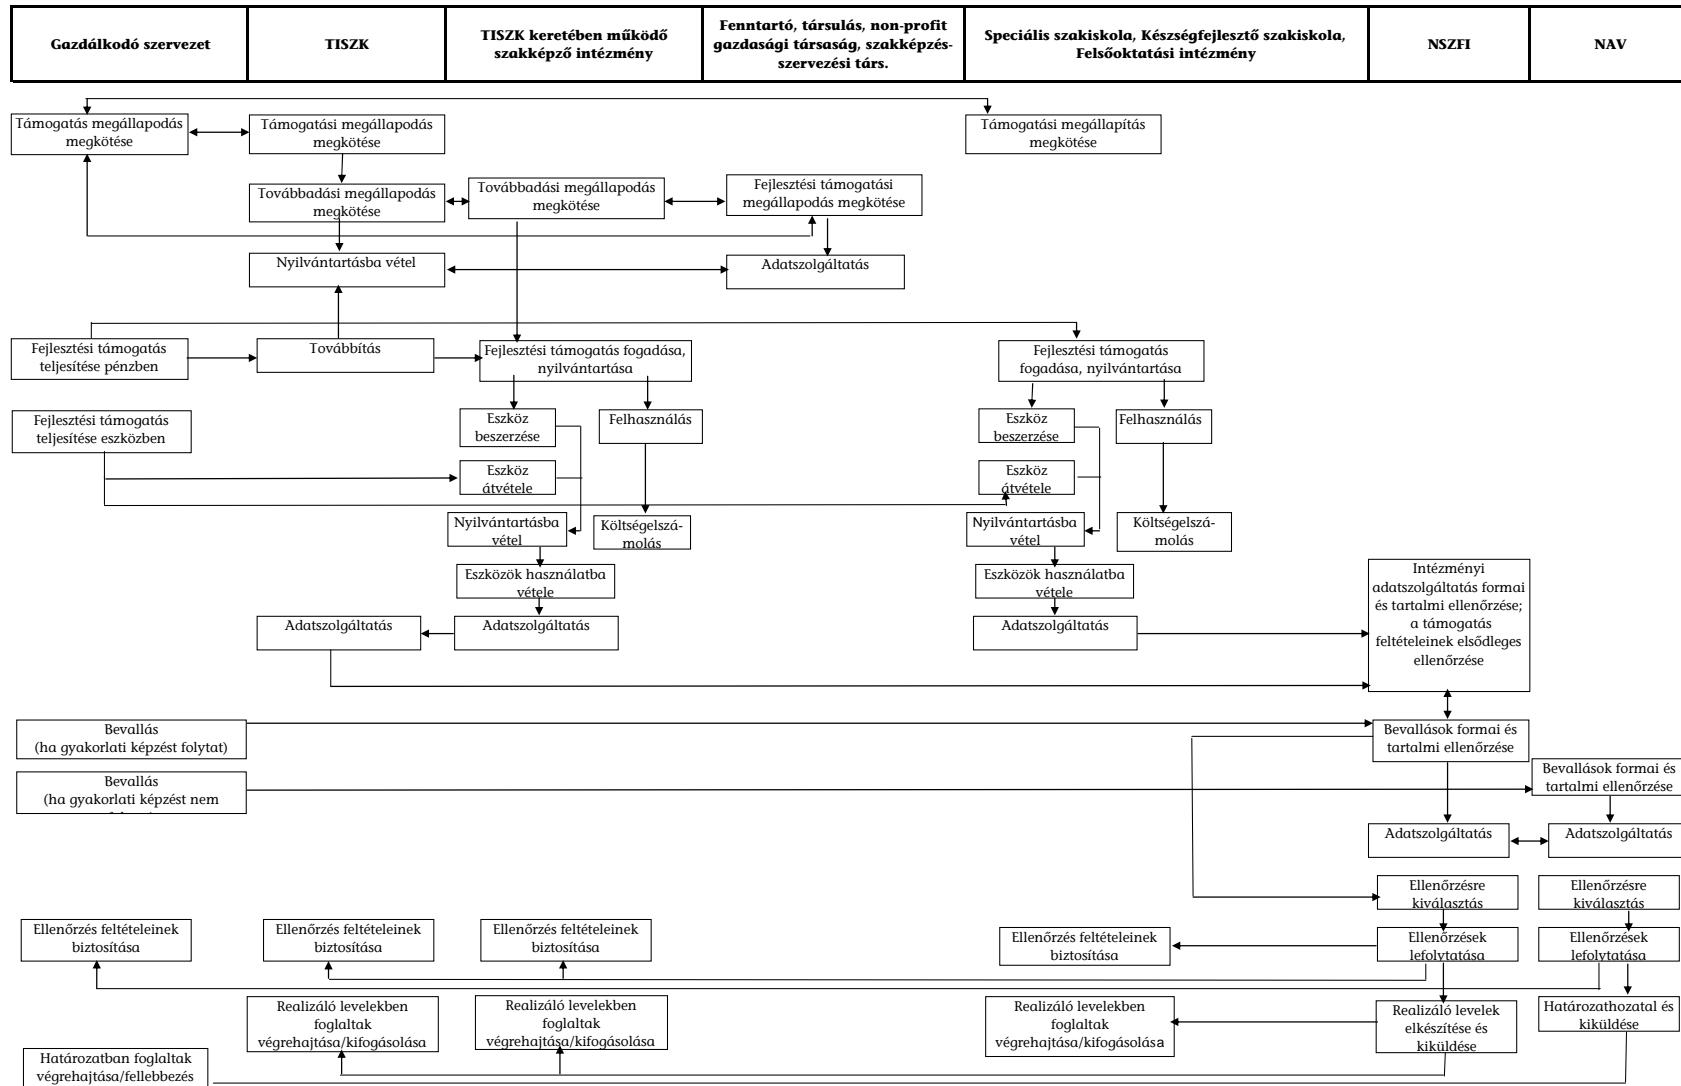 Gazdálkodó szervezet
TISZK
TISZK keretében működő
szakképző intézmény
Fenntartó, társulás, non-profit
gazdasági társaság, szakképzés-
szervezési társ.
Speciális szakiskola, Készségfejlesztő szakiskola,
Felsőoktatási intézmény
NSZFI
NAV
Támogatás megállapodás
megkötése
Támogatási megállapodás
megkötése
Támogatási megállapítás
megkötése
Továbbadási megállapodás
megkötése
Továbbadási megállapodás
megkötése
Fejlesztési támogatási
megállapodás megkötése
Nyilvántartásba vétel
Adatszolgáltatás
Fejlesztési támogatás
teljesítése pénzben
Továbbítás
Fejlesztési támogatás fogadása,
nyilvántartása
Fejlesztési támogatás
fogadása, nyilvántartása
Fejlesztési támogatás
teljesítése eszközben
Eszköz
beszerzése
Felhasználás
Eszköz
beszerzése
Felhasználás
Eszköz
átvétele
Eszköz
átvétele
Nyilvántartásba
vétel
Költségelszá-
molás
Nyilvántartásba
vétel
Költségelszá-
molás
Eszközök használatba
vétele
Eszközök használatba
vétele
Intézményi
adatszolgáltatás formai
és tartalmi ellenőrzése;
a támogatás
feltételeinek elsődleges
ellenőrzése
Adatszolgáltatás
Adatszolgáltatás
Adatszolgáltatás
Bevallás
(ha gyakorlati képzést folytat)
Bevallások formai és
tartalmi ellenőrzése
Bevallás
(ha gyakorlati képzést nem
Bevallások formai és
tartalmi ellenőrzése
Adatszolgáltatás
Adatszolgáltatás
Ellenőrzésre
kiválasztás
Ellenőrzésre
kiválasztás
Ellenőrzés feltételeinek
biztosítása
Ellenőrzés feltételeinek
biztosítása
Ellenőrzés feltételeinek
biztosítása
Ellenőrzés feltételeinek
biztosítása
Ellenőrzések
lefolytatása
Ellenőrzések
lefolytatása
Realizáló levelekben
foglaltak
végrehajtása/kifogásolása
Realizáló levelekben
foglaltak
végrehajtása/kifogásolása
Realizáló levelekben
foglaltak
végrehajtása/kifogásolása
Realizáló levelek
elkészítése és
kiküldése
Határozathozatal és
kiküldése
Határozatban foglaltak
végrehajtása/fellebbezés